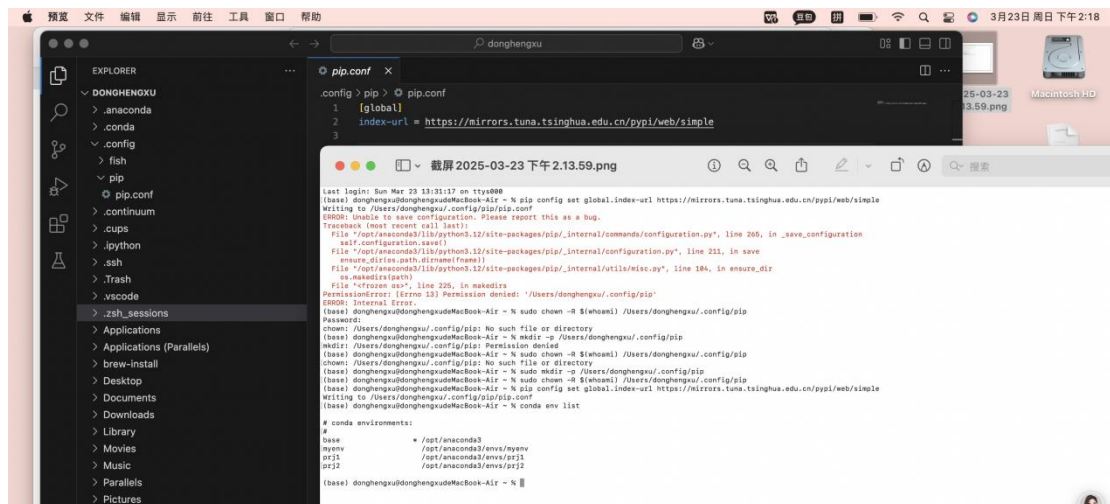 预览 文件 编辑 显示 前往 工具 窗口 帮助
豆包 拼 3月23日 周日 下午2:18
donghengxu
EXPLORER ...
pip.conf
DONGHENGXU
.anaconda
.conda
.config
fish
pip
pip.conf
.continuum
.cups
.ipython
.ssh
.Trash
.vscode
.zsh_sessions
Applications
Applications (Parallels)
brew-install
Desktop
Documents
Downloads
Library
Movies
Music
Parallels
Pictures
.config > pip > pip.conf
1 [global]
2 index-url = https://mirrors.tuna.tsinghua.edu.cn/pypi/web/simple
3
25-03-23
13.59.png
Macintosh HD
截屏2025-03-23 下午2.13.59.png
搜索
Last login: Sun Mar 23 13:31:17 on ttys000
(base) donghengxu@donghengxudeMacBook-Air ~ % pip config set global.index-url https://mirrors.tuna.tsinghua.edu.cn/pypi/web/simple
Writing to /Users/donghengxu/.config/pip/pip.conf
ERROR: Unable to save configuration. Please report this as a bug.
Traceback (most recent call last):
File "/opt/anaconda3/lib/python3.12/site-packages/pip/_internal/commands/configuration.py", line 265, in _save_configuration
self.configuration.save()
File "/opt/anaconda3/lib/python3.12/site-packages/pip/_internal/configuration.py", line 211, in save
ensure_dir(os.path.dirname(fname))
File "/opt/anaconda3/lib/python3.12/site-packages/pip/_internal/utils/misc.py", line 104, in ensure_dir
os.makedirs(path)
File "<frozen os>", line 225, in makedirs
PermissionError: [Errno 13] Permission denied: '/Users/donghengxu/.config/pip'
ERROR: Internal Error.
(base) donghengxu@donghengxudeMacBook-Air ~ % sudo chown -R $(whoami) /Users/donghengxu/.config/pip
Password:
chown: /Users/donghengxu/.config/pip: No such file or directory
(base) donghengxu@donghengxudeMacBook-Air ~ % mkdir -p /Users/donghengxu/.config/pip
mkdir: /Users/donghengxu/.config/pip: Permission denied
(base) donghengxu@donghengxudeMacBook-Air ~ % sudo chown -R $(whoami) /Users/donghengxu/.config/pip
chown: /Users/donghengxu/.config/pip: No such file or directory
(base) donghengxu@donghengxudeMacBook-Air ~ % sudo mkdir -p /Users/donghengxu/.config/pip
(base) donghengxu@donghengxudeMacBook-Air ~ % sudo chown -R $(whoami) /Users/donghengxu/.config/pip
(base) donghengxu@donghengxudeMacBook-Air ~ % pip config set global.index-url https://mirrors.tuna.tsinghua.edu.cn/pypi/web/simple
Writing to /Users/donghengxu/.config/pip/pip.conf
(base) donghengxu@donghengxudeMacBook-Air ~ % conda env list
# conda environments:
#
base * /opt/anaconda3
myenv /opt/anaconda3/envs/myenv
prj1 /opt/anaconda3/envs/prj1
prj2 /opt/anaconda3/envs/prj2
(base) donghengxu@donghengxudeMacBook-Air ~ %